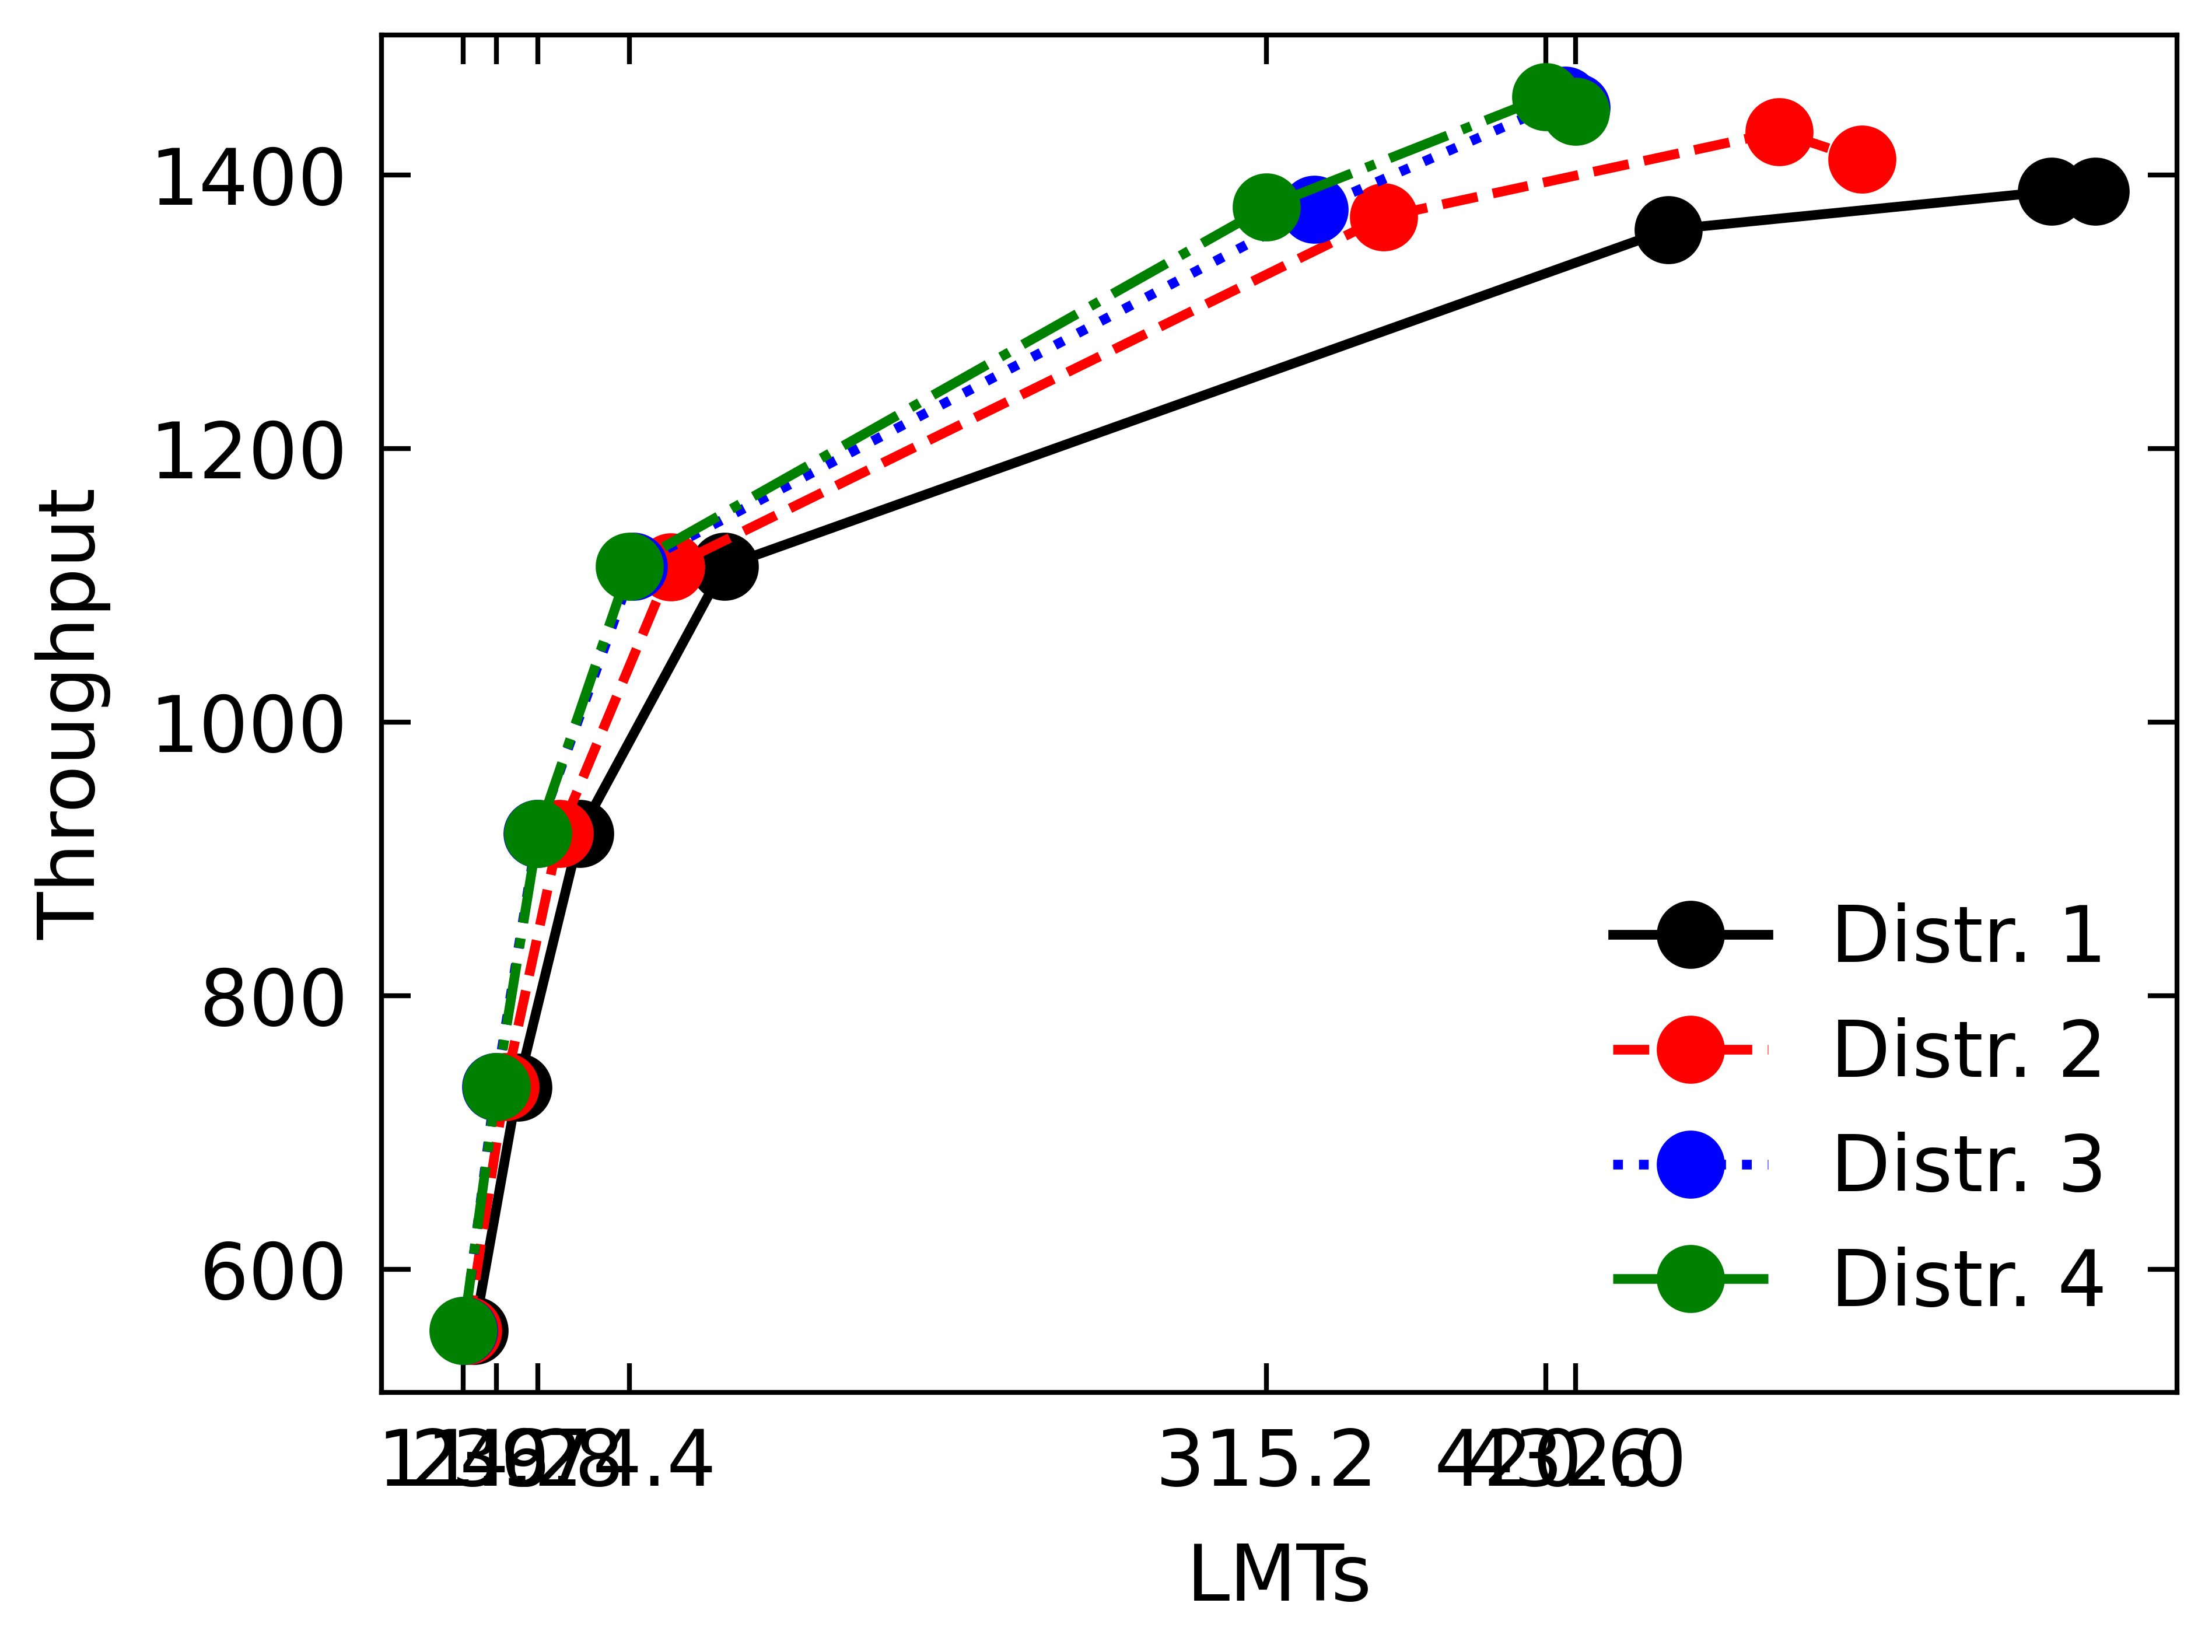 Throughput
1400
1200
1000
800
600
315.2
LMTs
Distr. 1
Distr. 2
Distr. 3
Distr. 4